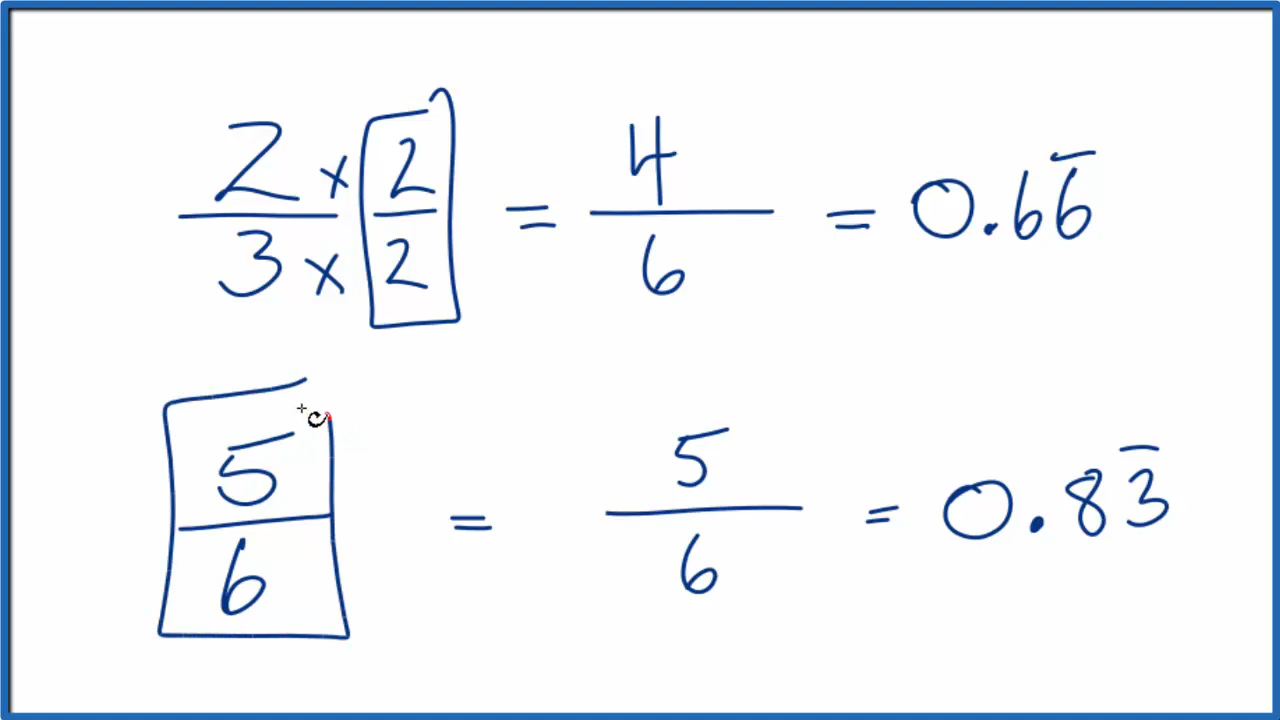 2 × 2 / 3 × 2 = 4/6 = 0.66̅
5/6 = 5/6 = 0.83̅